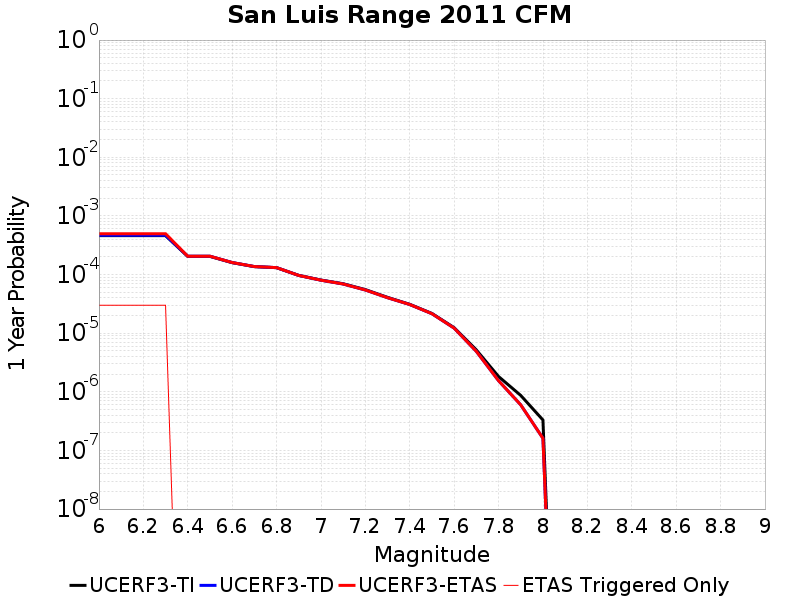 San Luis Range 2011 CFM
10^0
10^-1
10^-2
10^-3
10^-4
10^-5
10^-6
10^-7
10^-8
1 Year Probability
6 6.2 6.4 6.6 6.8 7 7.2 7.4 7.6 7.8 8 8.2 8.4 8.6 8.8 9
Magnitude
UCERF3-TI UCERF3-TD UCERF3-ETAS ETAS Triggered Only